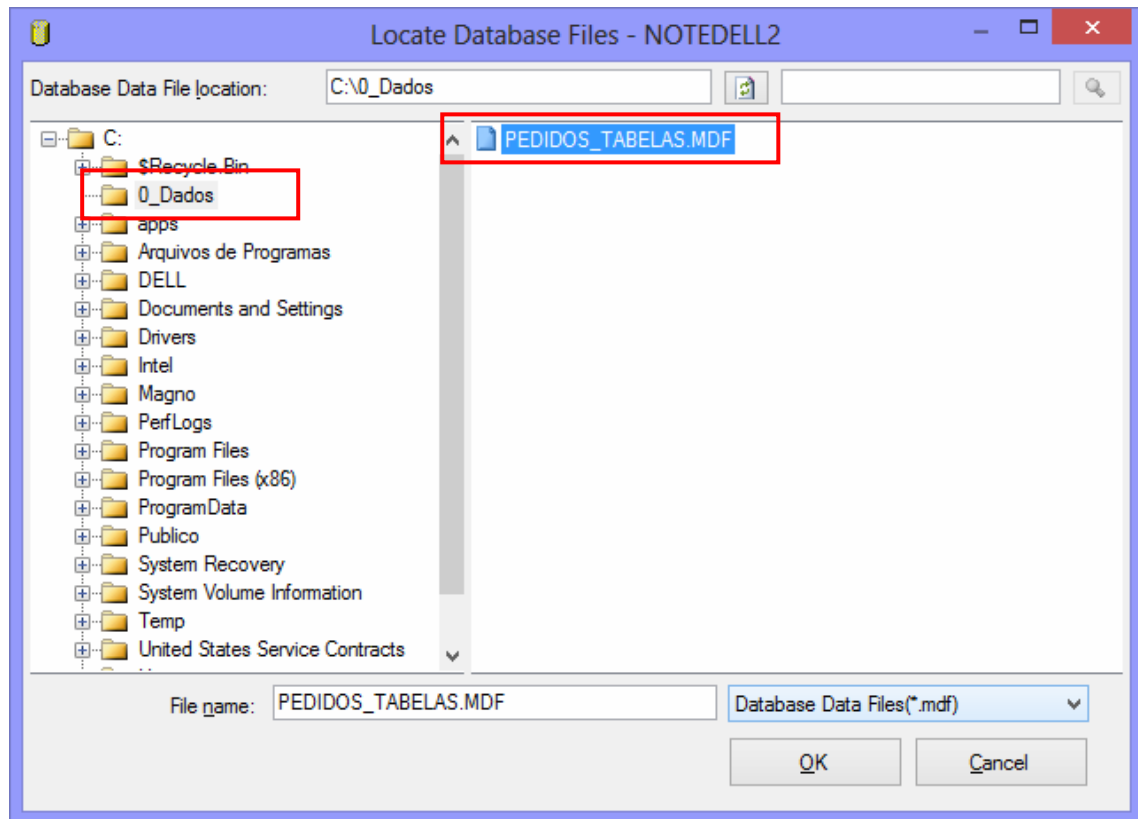 Locate Database Files - NOTEDELL2
Database Data File location: C:\0_Dados
C:
$Recycle.Bin
0_Dados
apps
Arquivos de Programas
DELL
Documents and Settings
Drivers
Intel
Magno
PerfLogs
Program Files
Program Files (x86)
ProgramData
Publico
System Recovery
System Volume Information
Temp
United States Service Contracts
PEDIDOS_TABELAS.MDF
File name: PEDIDOS_TABELAS.MDF Database Data Files(*.mdf)
OK Cancel